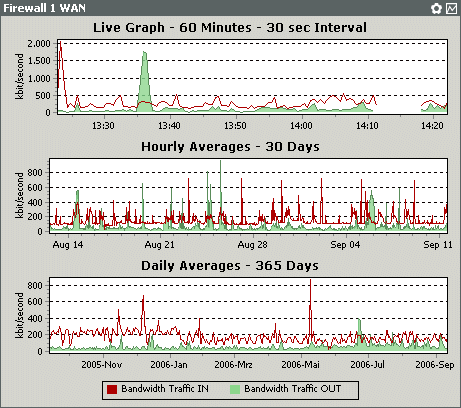 Firewall 1 WAN
Live Graph - 60 Minutes - 30 sec Interval
kbit/second
2.000
1.500
1.000
500
0
13:30 13:40 13:50 14:00 14:10 14:20
Hourly Averages - 30 Days
kbit/second
800
600
400
200
0
Aug 14 Aug 21 Aug 28 Sep 04 Sep 11
Daily Averages - 365 Days
kbit/second
800
600
400
200
0
2005-Nov 2006-Jan 2006-Mrz 2006-Mai 2006-Jul 2006-Sep
Bandwidth Traffic IN Bandwidth Traffic OUT